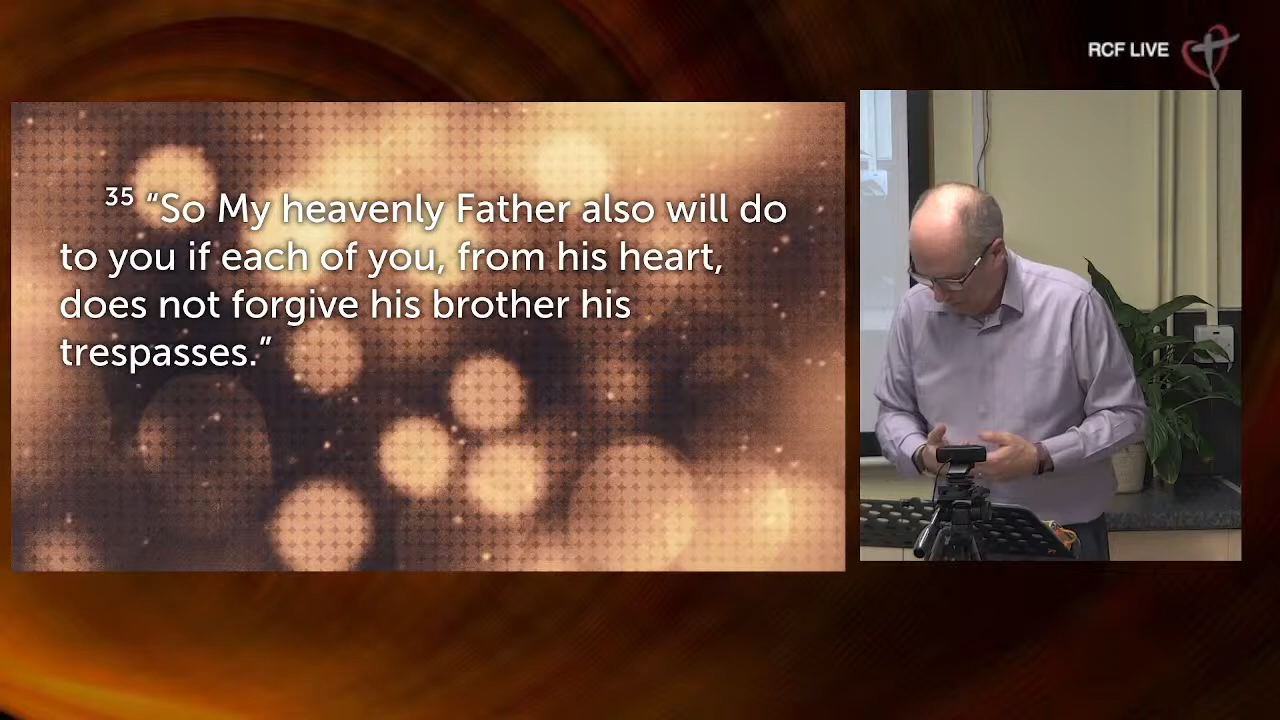 RCF LIVE
35 “So My heavenly Father also will do
to you if each of you, from his heart,
does not forgive his brother his
trespasses.”